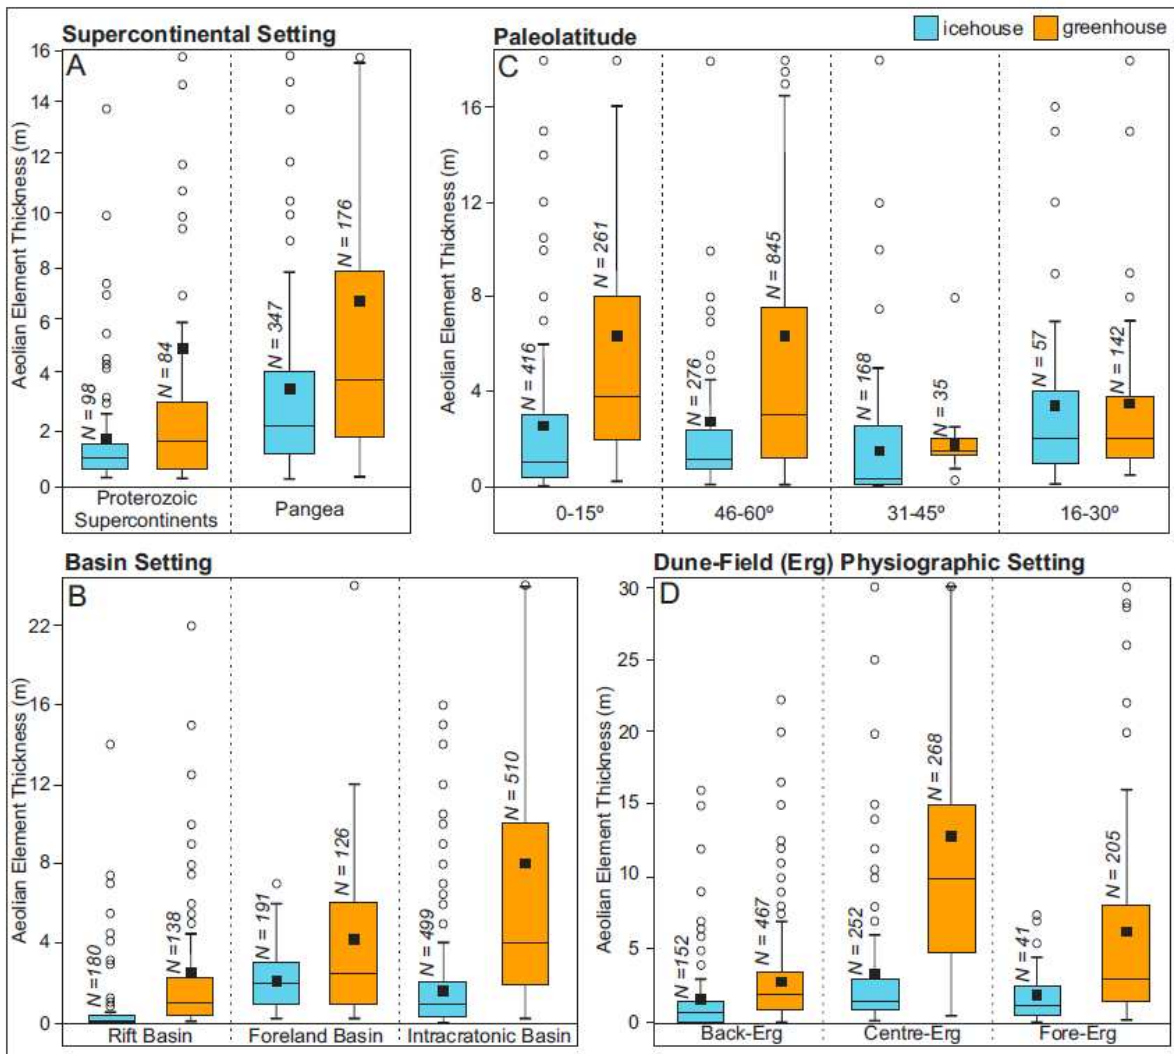 Supercontinental Setting
A
Aeolian Element Thickness (m)
16
14
12
10
8
6
4
2
0
N = 98
N = 84
N = 347
N = 176
Proterozoic
Supercontinents
Pangea
Paleolatitude
icehouse
greenhouse
C
Aeolian Element Thickness (m)
16
12
8
4
0
N = 416
N = 261
N = 276
N = 845
N = 168
N = 35
N = 57
N = 142
0-15º
46-60º
31-45º
16-30º
Basin Setting
B
Aeolian Element Thickness (m)
22
16
12
8
4
0
N =180
N =138
N = 191
N = 126
N = 499
N = 510
Rift Basin
Foreland Basin
Intracratonic Basin
Dune-Field (Erg) Physiographic Setting
D
Aeolian Element Thickness (m)
30
25
20
15
10
5
0
N =152
N = 467
N = 252
N = 268
N = 41
N = 205
Back-Erg
Centre-Erg
Fore-Erg